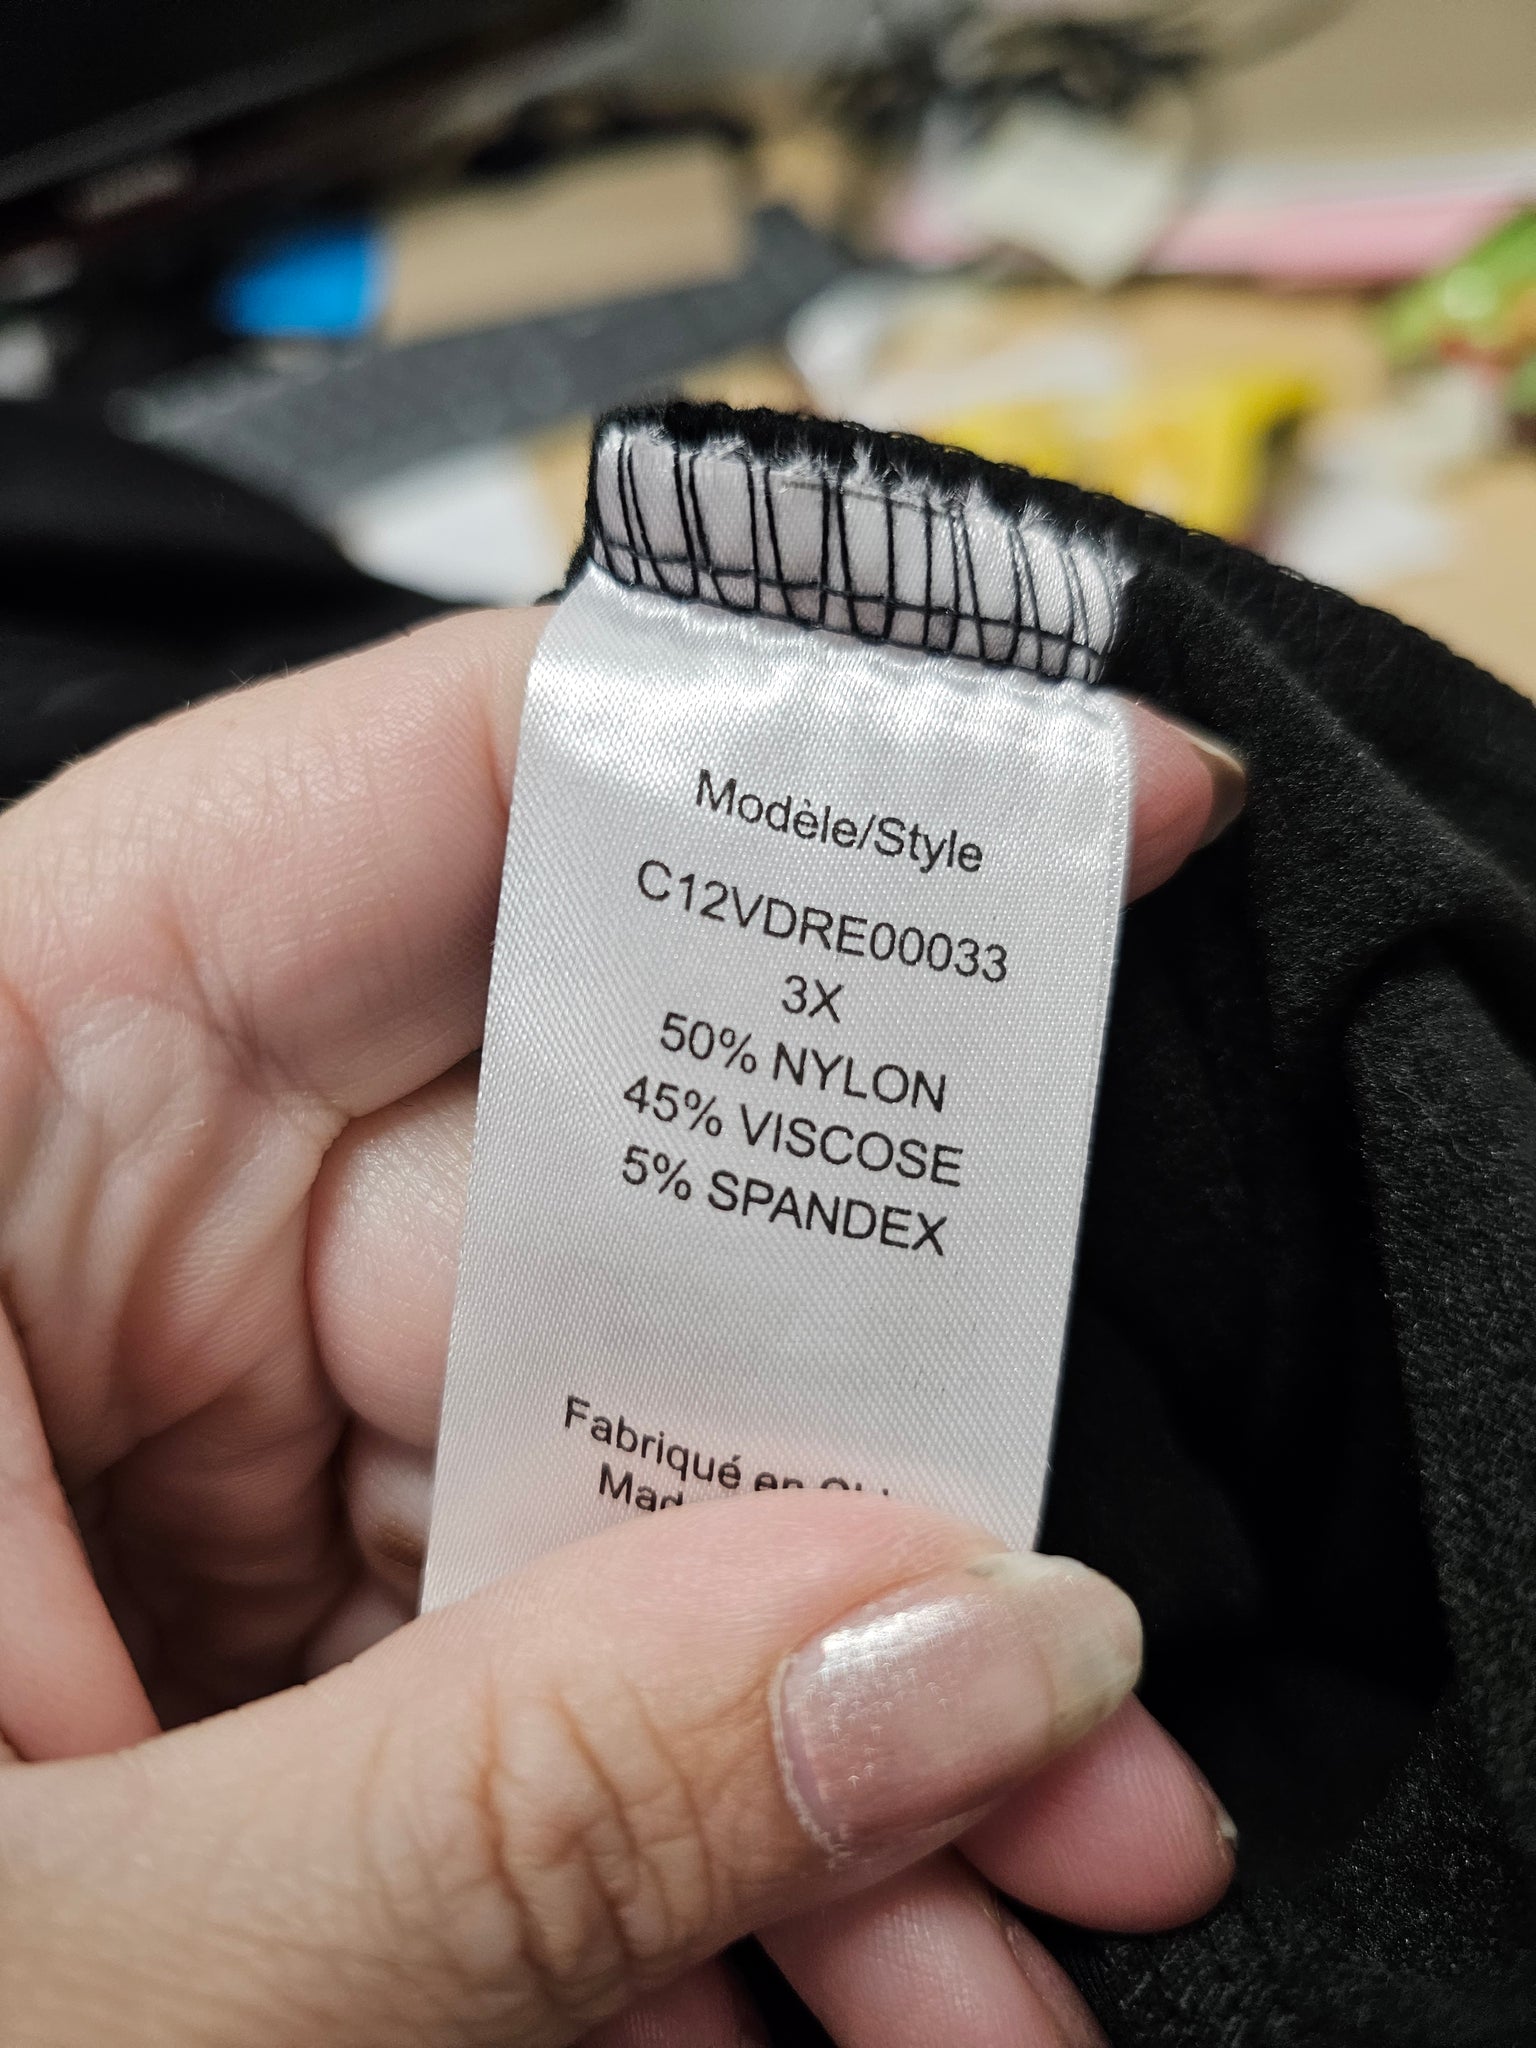 Modèle/Style
C12VDRE00033
3X
50% NYLON
45% VISCOSE
5% SPANDEX
Fabriqué en